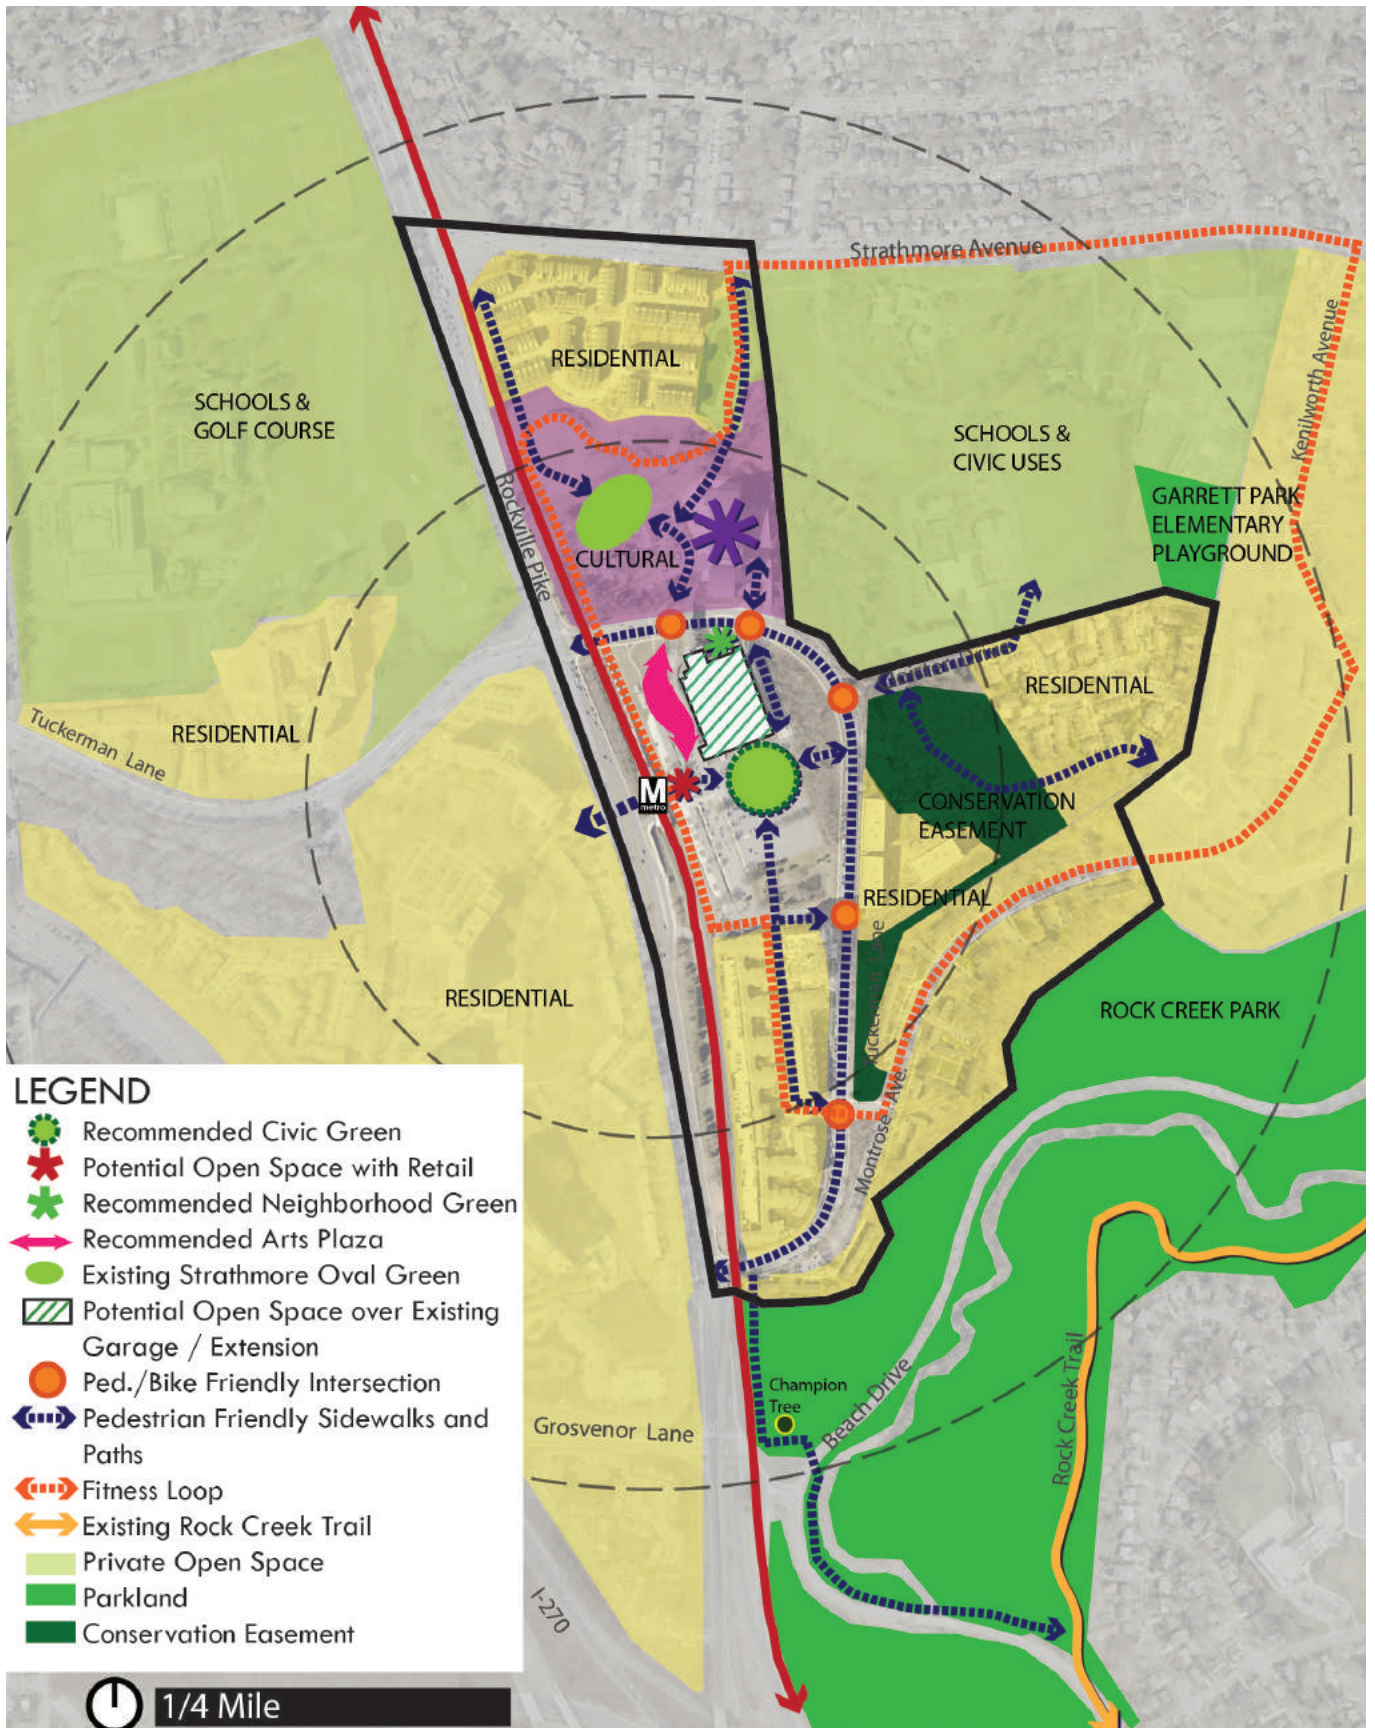 Strathmore Avenue
Kenilworth Avenue
RESIDENTIAL
SCHOOLS &
GOLF COURSE
SCHOOLS &
CIVIC USES
Rockville Pike
GARRETT PARK
ELEMENTARY
PLAYGROUND
CULTURAL
RESIDENTIAL
RESIDENTIAL
Tuckerman Lane
M
metro
CONSERVATION
EASEMENT
RESIDENTIAL
Tuckerman Lane
RESIDENTIAL
ROCK CREEK PARK
Montrose Ave.
LEGEND
Recommended Civic Green
Potential Open Space with Retail
Recommended Neighborhood Green
Recommended Arts Plaza
Existing Strathmore Oval Green
Potential Open Space over Existing
Garage / Extension
Ped./Bike Friendly Intersection
Pedestrian Friendly Sidewalks and
Paths
Fitness Loop
Existing Rock Creek Trail
Private Open Space
Parkland
Conservation Easement
Champion
Tree
Beach Drive
Rock Creek Trail
Grosvenor Lane
I-270
1/4 Mile